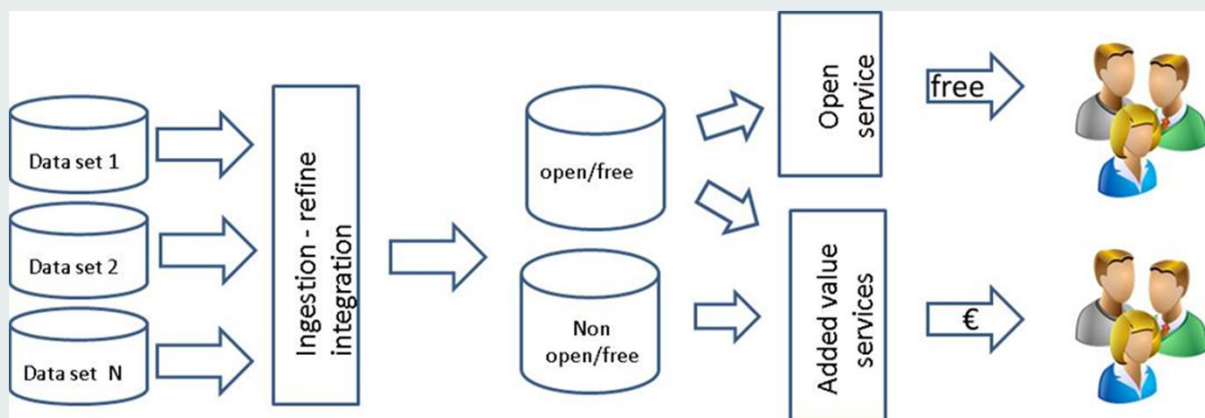 Data set 1
Data set 2
Data set N
Ingestion - refine
integration
open/free
Non
open/free
Open
service
Added value
services
free
€